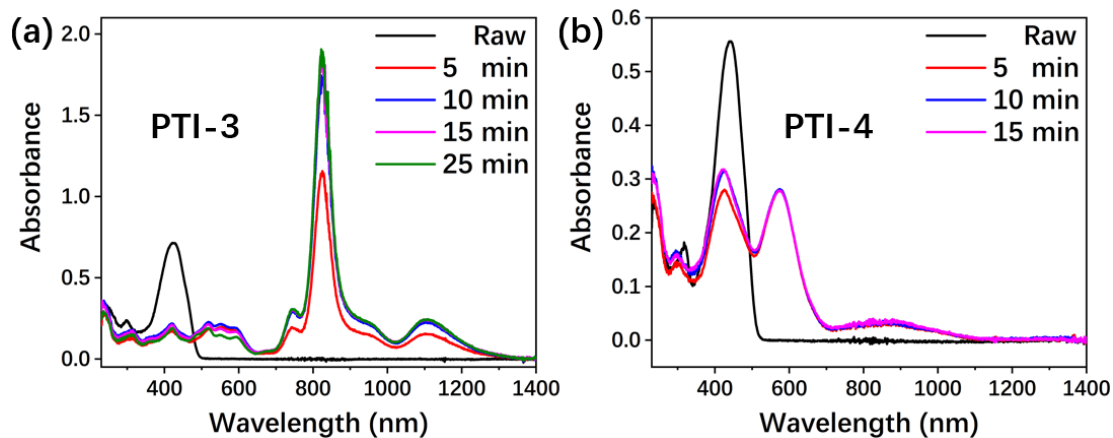 (a)
2.0
1.5
1.0
0.5
0.0
Absorbance
PTI-3
Raw
5 min
10 min
15 min
25 min
400 600 800 1000 1200 1400
Wavelength (nm)
(b)
0.6
0.5
0.4
0.3
0.2
0.1
0.0
Absorbance
PTI-4
Raw
5 min
10 min
15 min
400 600 800 1000 1200 1400
Wavelength (nm)